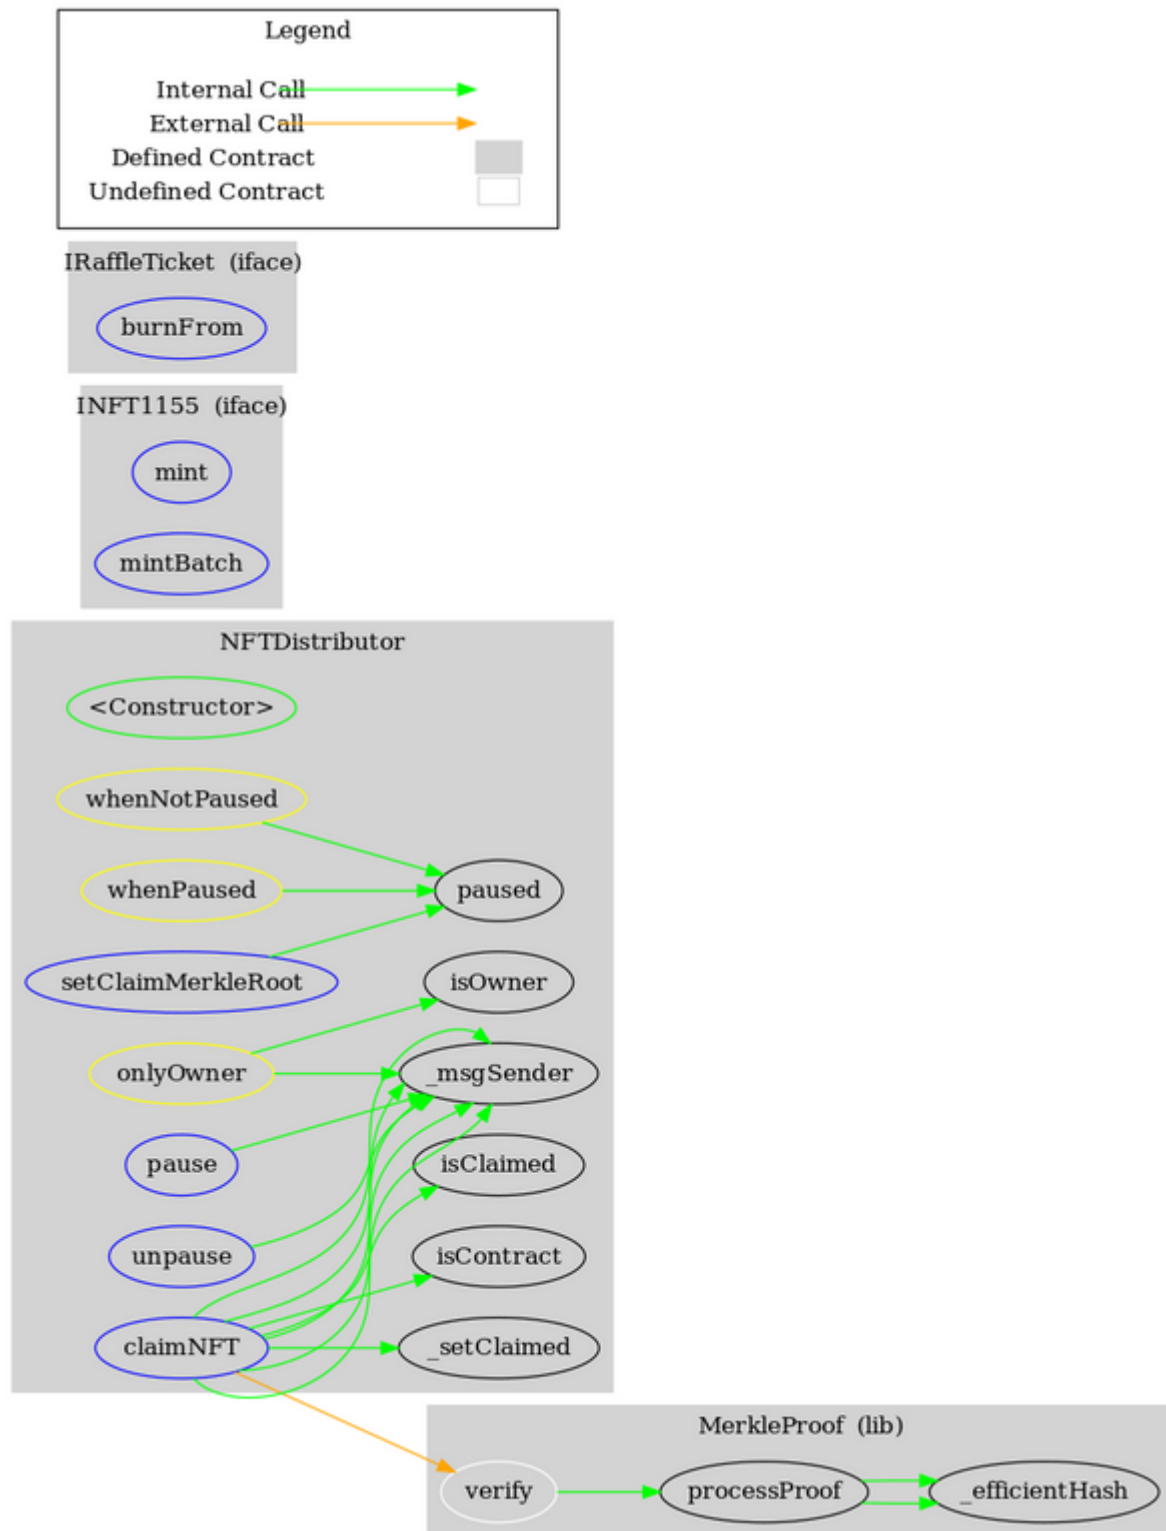 Legend
Internal Call
External Call
Defined Contract
Undefined Contract
IRaffleTicket (iface)
burnFrom
INFT1155 (iface)
mint
mintBatch
NFTDistributor
<Constructor>
whenNotPaused
whenPaused
paused
setClaimMerkleRoot
isOwner
onlyOwner
_msgSender
pause
isClaimed
unpause
isContract
claimNFT
_setClaimed
MerkleProof (lib)
verify
processProof
_efficientHash